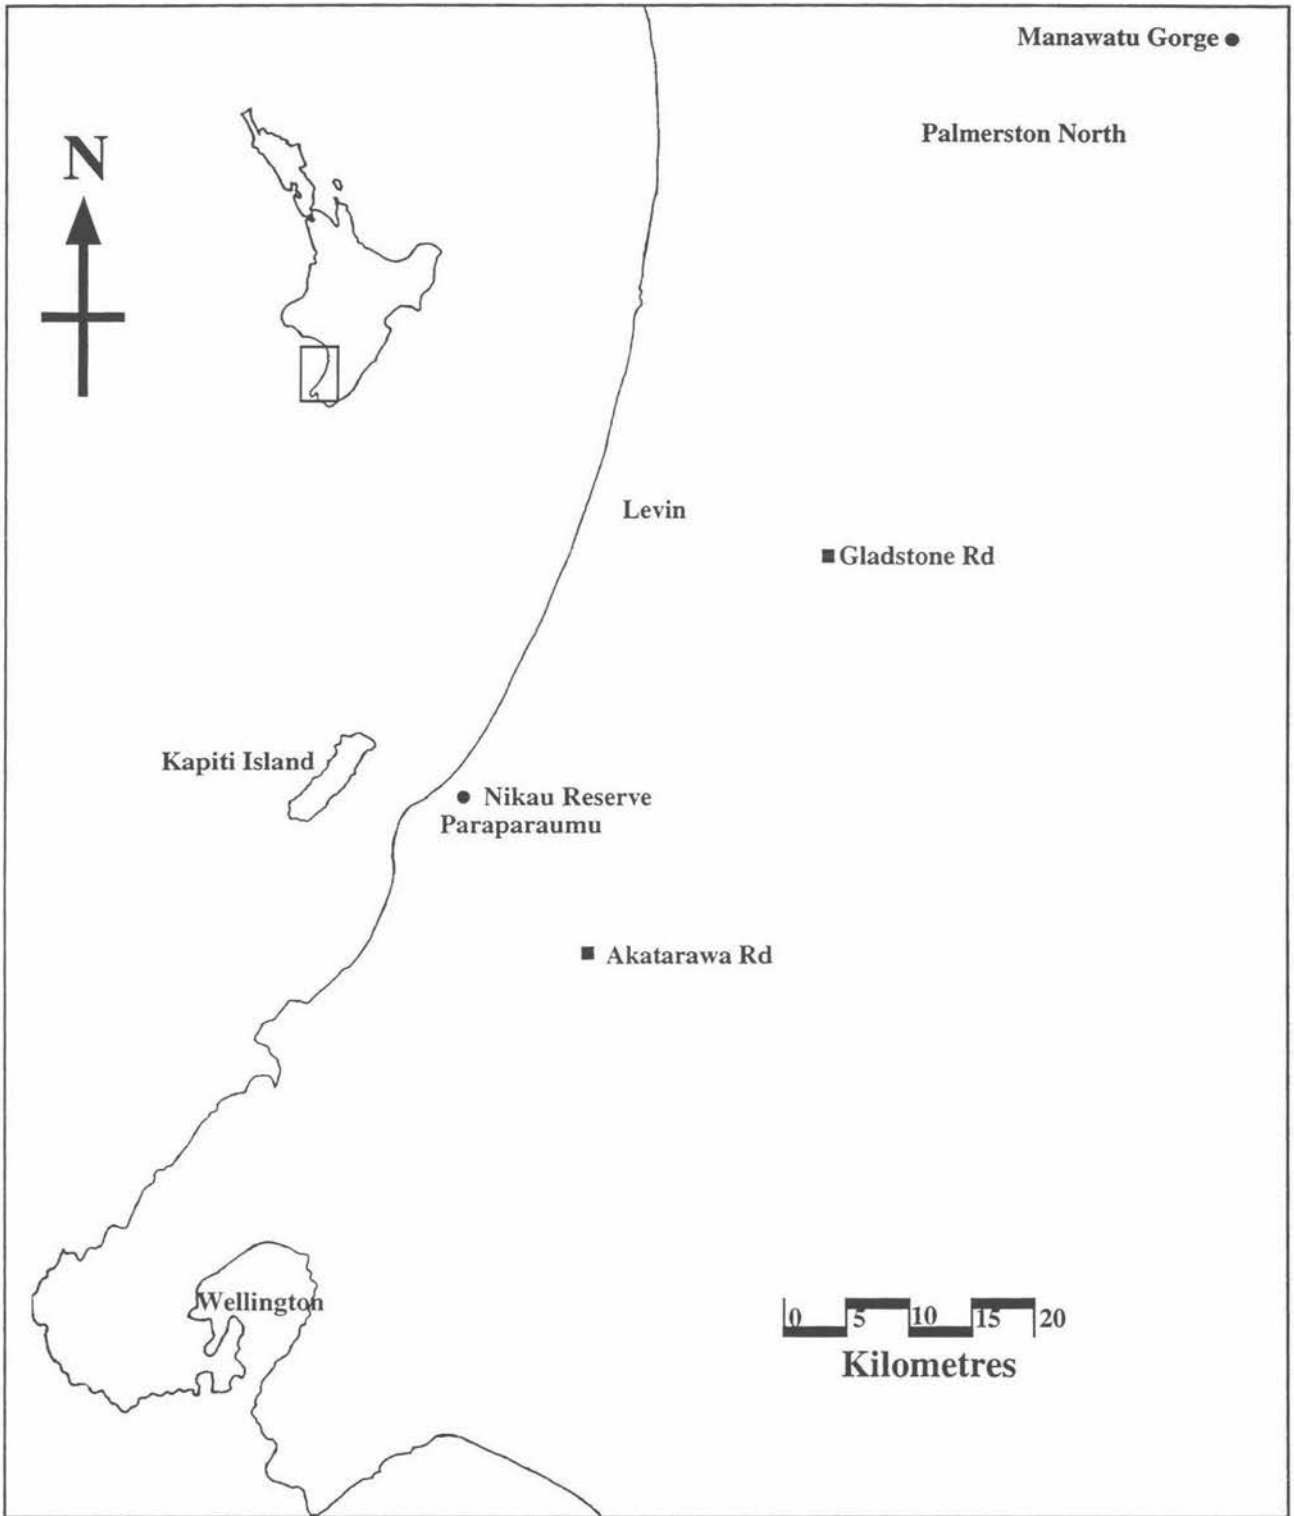 Manawatu Gorge
Palmerston North
N
Levin
Gladstone Rd
Kapiti Island
Nikau Reserve
Paraparaumu
Akatarawa Rd
Wellington
0 5 10 15 20
Kilometres